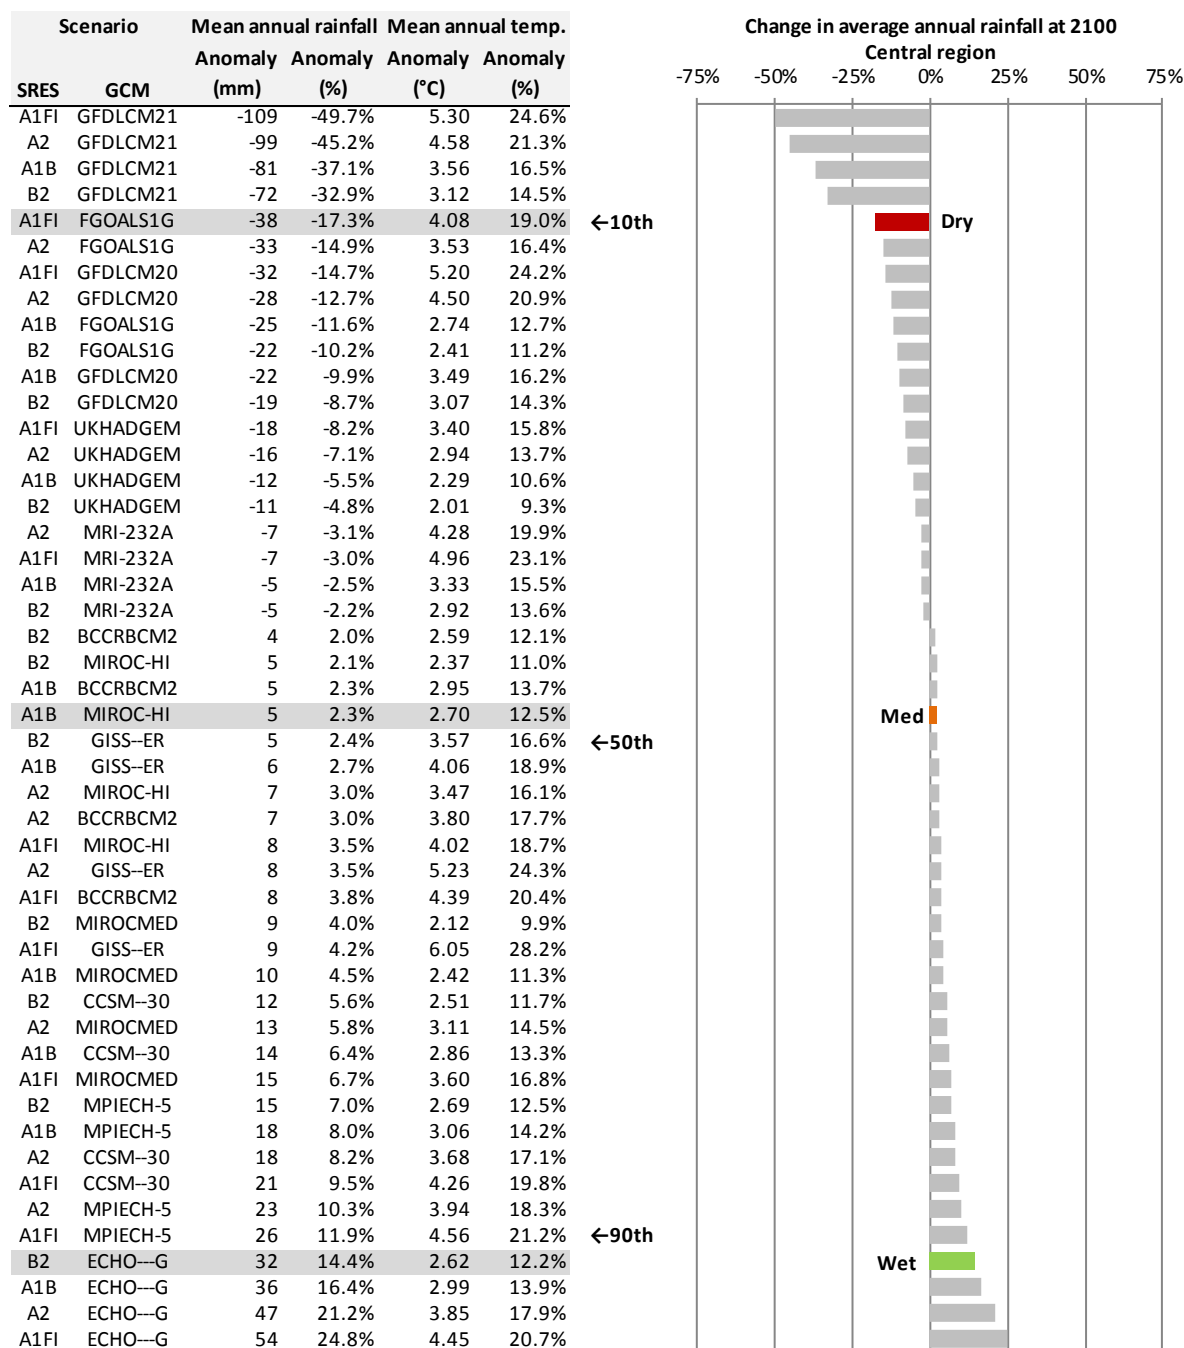 Scenario Mean annual rainfall Mean annual temp.
Anomaly Anomaly Anomaly Anomaly
SRES GCM (mm) (%) (°C) (%)
Change in average annual rainfall at 2100
Central region
-75% -50% -25% 0% 25% 50% 75%
A1FI GFDLCM21 -109 -49.7% 5.30 24.6%
A2 GFDLCM21 -99 -45.2% 4.58 21.3%
A1B GFDLCM21 -81 -37.1% 3.56 16.5%
B2 GFDLCM21 -72 -32.9% 3.12 14.5%
A1FI FGOALS1G -38 -17.3% 4.08 19.0% ←10th Dry
A2 FGOALS1G -33 -14.9% 3.53 16.4%
A1FI GFDLCM20 -32 -14.7% 5.20 24.2%
A2 GFDLCM20 -28 -12.7% 4.50 20.9%
A1B FGOALS1G -25 -11.6% 2.74 12.7%
B2 FGOALS1G -22 -10.2% 2.41 11.2%
A1B GFDLCM20 -22 -9.9% 3.49 16.2%
B2 GFDLCM20 -19 -8.7% 3.07 14.3%
A1FI UKHADGEM -18 -8.2% 3.40 15.8%
A2 UKHADGEM -16 -7.1% 2.94 13.7%
A1B UKHADGEM -12 -5.5% 2.29 10.6%
B2 UKHADGEM -11 -4.8% 2.01 9.3%
A2 MRI-232A -7 -3.1% 4.28 19.9%
A1FI MRI-232A -7 -3.0% 4.96 23.1%
A1B MRI-232A -5 -2.5% 3.33 15.5%
B2 MRI-232A -5 -2.2% 2.92 13.6%
B2 BCCRBCM2 4 2.0% 2.59 12.1%
B2 MIROC-HI 5 2.1% 2.37 11.0%
A1B BCCRBCM2 5 2.3% 2.95 13.7%
A1B MIROC-HI 5 2.3% 2.70 12.5% Med
B2 GISS--ER 5 2.4% 3.57 16.6% ←50th
A1B GISS--ER 6 2.7% 4.06 18.9%
A2 MIROC-HI 7 3.0% 3.47 16.1%
A2 BCCRBCM2 7 3.0% 3.80 17.7%
A1FI MIROC-HI 8 3.5% 4.02 18.7%
A2 GISS--ER 8 3.5% 5.23 24.3%
A1FI BCCRBCM2 8 3.8% 4.39 20.4%
B2 MIROCMED 9 4.0% 2.12 9.9%
A1FI GISS--ER 9 4.2% 6.05 28.2%
A1B MIROCMED 10 4.5% 2.42 11.3%
B2 CCSM--30 12 5.6% 2.51 11.7%
A2 MIROCMED 13 5.8% 3.11 14.5%
A1B CCSM--30 14 6.4% 2.86 13.3%
A1FI MIROCMED 15 6.7% 3.60 16.8%
B2 MPIECH-5 15 7.0% 2.69 12.5%
A1B MPIECH-5 18 8.0% 3.06 14.2%
A2 CCSM--30 18 8.2% 3.68 17.1%
A1FI CCSM--30 21 9.5% 4.26 19.8%
A2 MPIECH-5 23 10.3% 3.94 18.3%
A1FI MPIECH-5 26 11.9% 4.56 21.2% ←90th
B2 ECHO---G 32 14.4% 2.62 12.2% Wet
A1B ECHO---G 36 16.4% 2.99 13.9%
A2 ECHO---G 47 21.2% 3.85 17.9%
A1FI ECHO---G 54 24.8% 4.45 20.7%